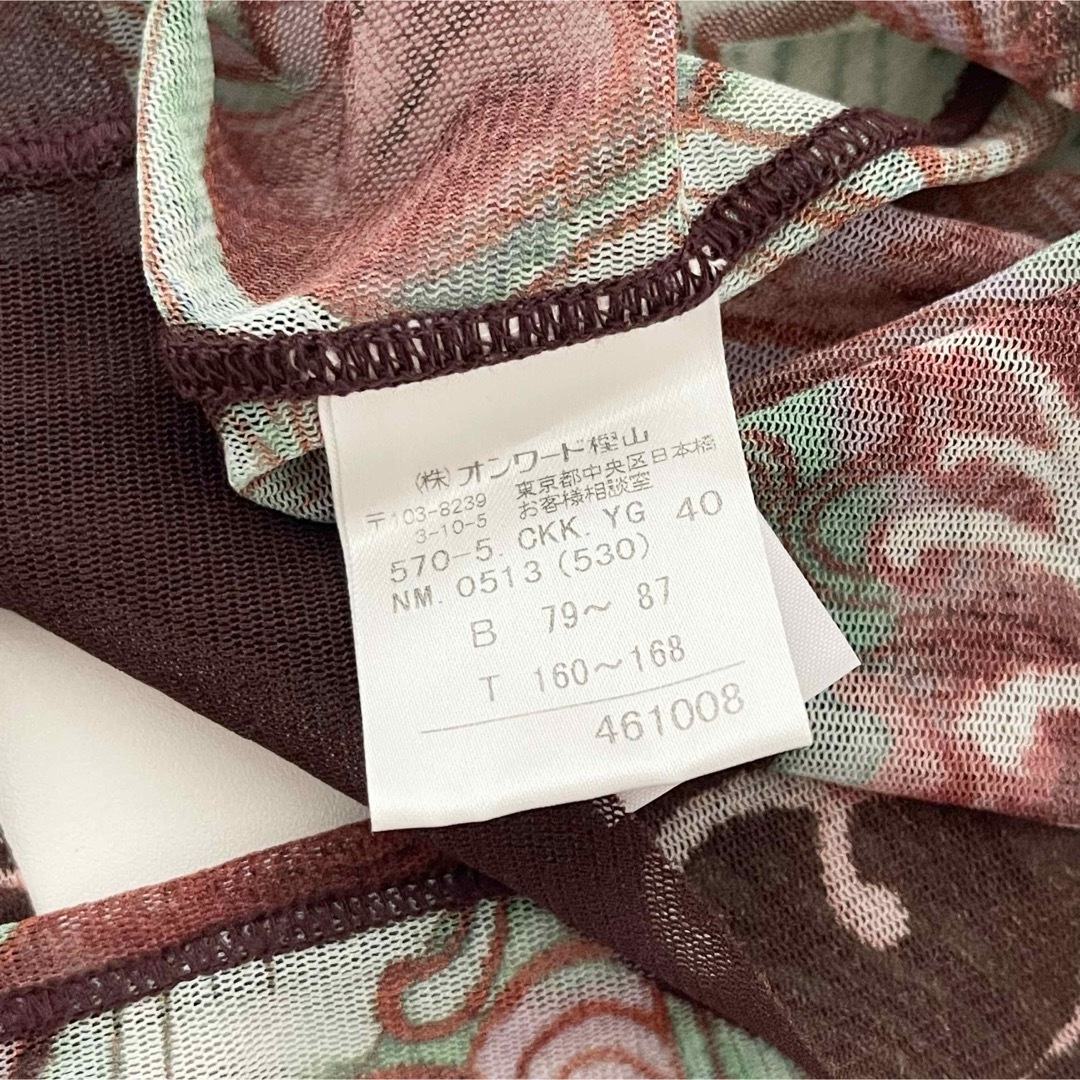 (株)オンワード樫山
〒103-8239 東京都中央区日本橋
3-10-5 お客様相談室
570-5. CKK. YG 40
NM. 0513 (530)
B 79～ 87
T 160～168
461008